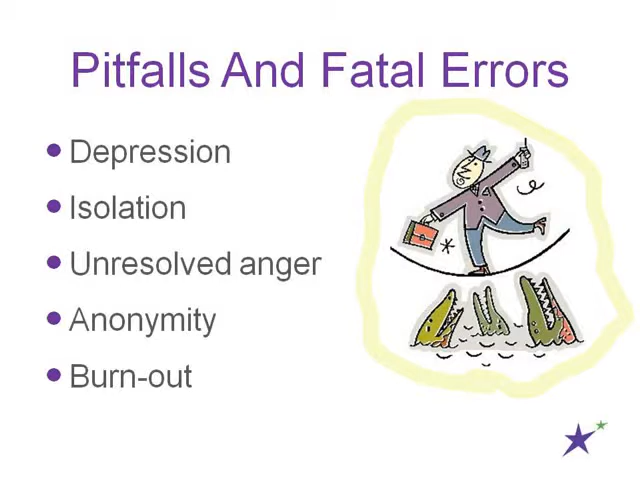 Pitfalls And Fatal Errors
Depression
Isolation
Unresolved anger
Anonymity
Burn-out